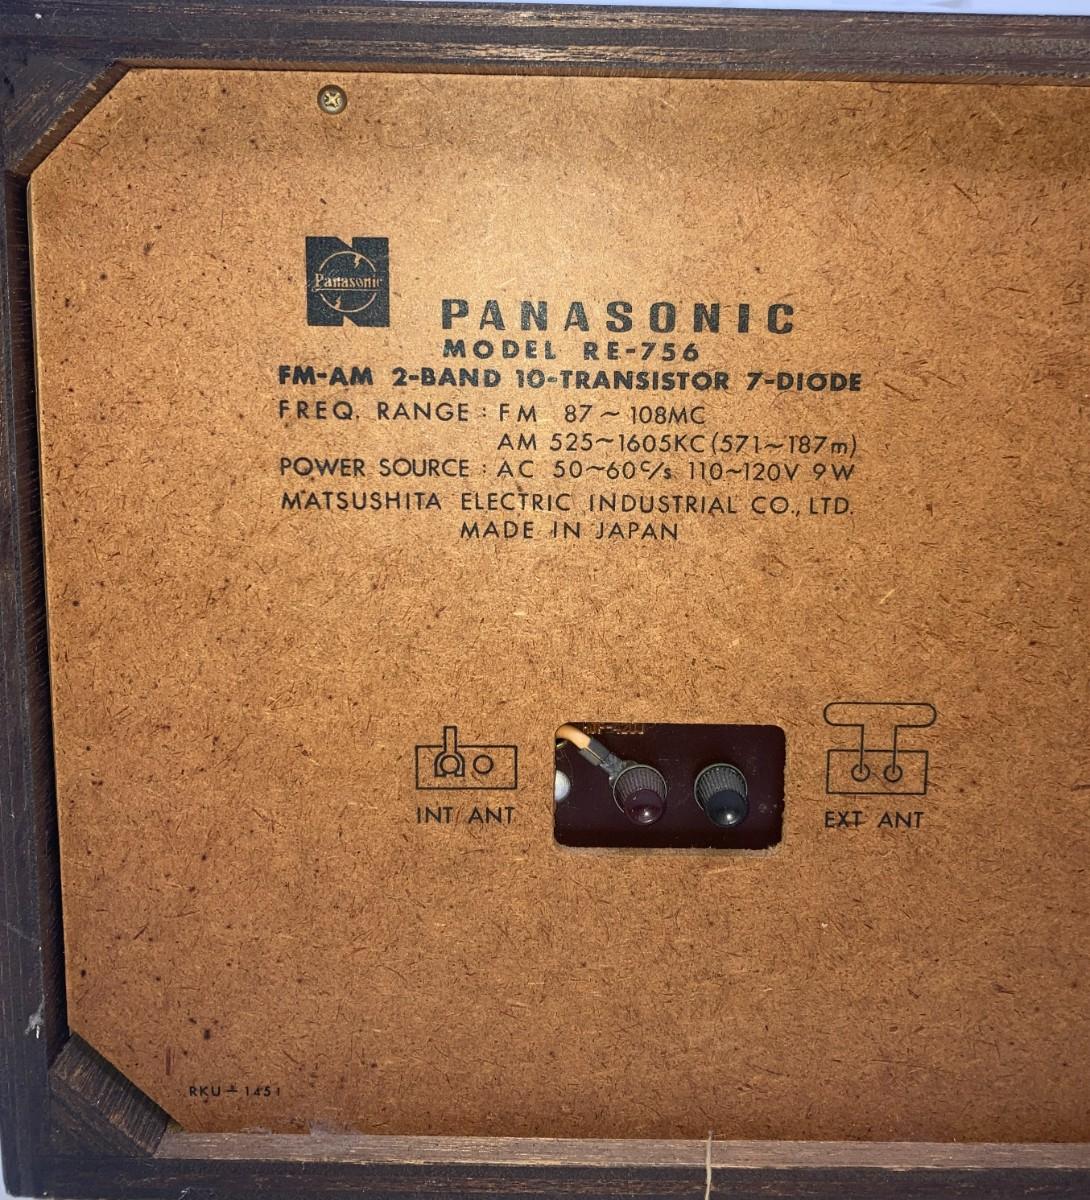 Panasonic
PANASONIC
MODEL RE-756
FM-AM 2-BAND 10-TRANSISTOR 7-DIODE
FREQ. RANGE : FM 87~108MC
AM 525~1605KC (571~187m)
POWER SOURCE : AC 50~60 c/s 110~120V 9W
MATSUSHITA ELECTRIC INDUSTRIAL CO., LTD.
MADE IN JAPAN
INT ANT
EXT ANT
RKU-1451